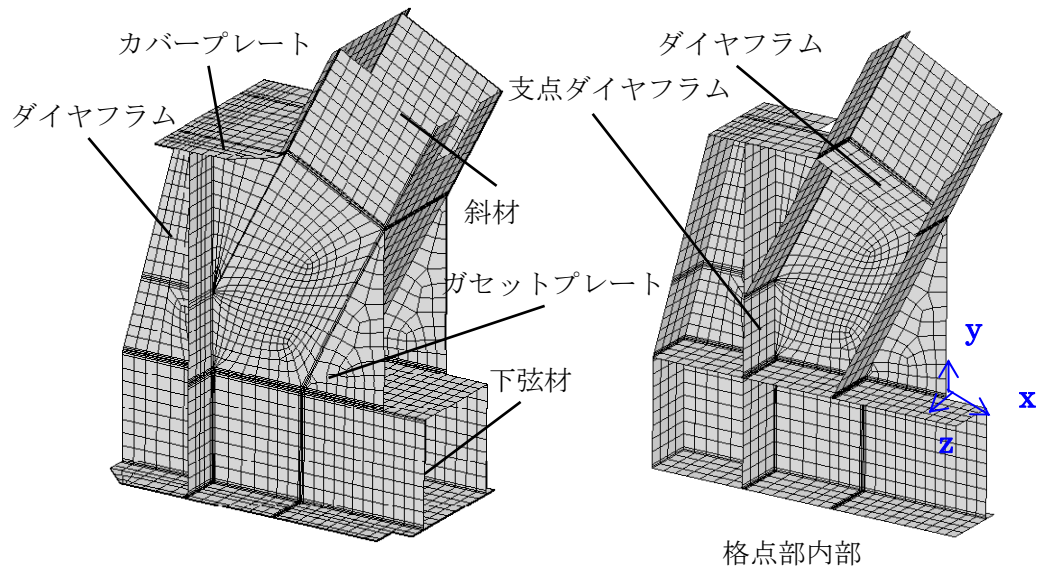 カバープレート
ダイヤフラム
斜材
ガセットプレート
下弦材
ダイヤフラム
支点ダイヤフラム
y
x
z
格点部内部